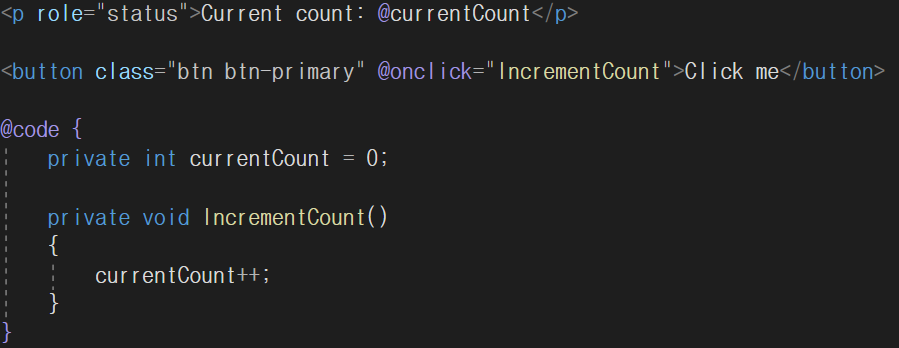 <p role="status">Current count: @currentCount</p>
<button class="btn btn-primary" @onclick="IncrementCount">Click me</button>
@code {
private int currentCount = 0;
private void IncrementCount()
{
currentCount++;
}
}